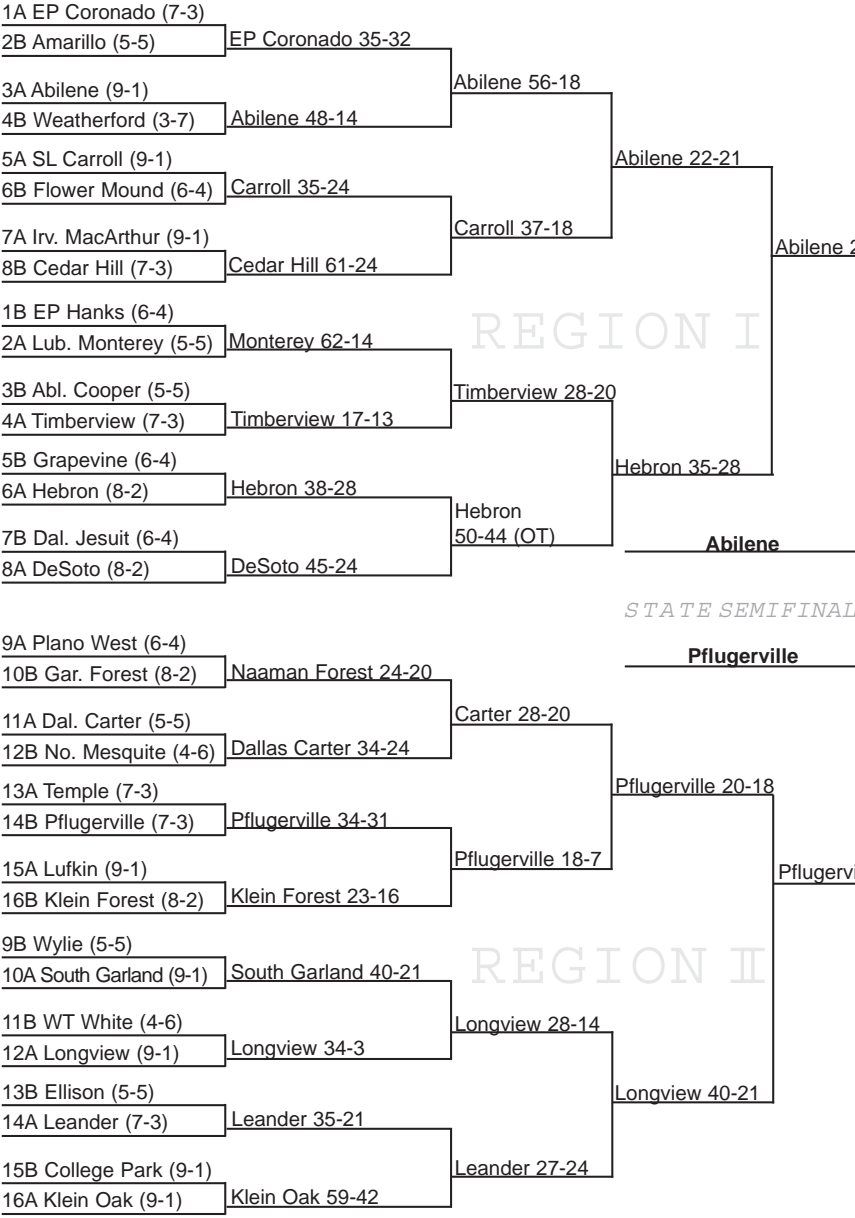 1A EP Coronado (7-3)
2B Amarillo (5-5)
EP Coronado 35-32
3A Abilene (9-1)
4B Weatherford (3-7)
Abilene 48-14
Abilene 56-18
5A SL Carroll (9-1)
6B Flower Mound (6-4)
Carroll 35-24
7A Irv. MacArthur (9-1)
8B Cedar Hill (7-3)
Cedar Hill 61-24
Carroll 37-18
Abilene 22-21
Abilene 2
1B EP Hanks (6-4)
2A Lub. Monterey (5-5)
Monterey 62-14
REGION I
3B Abl. Cooper (5-5)
4A Timberview (7-3)
Timberview 17-13
Timberview 28-20
5B Grapevine (6-4)
6A Hebron (8-2)
Hebron 38-28
7B Dal. Jesuit (6-4)
8A DeSoto (8-2)
DeSoto 45-24
Hebron
50-44 (OT)
Hebron 35-28
Abilene
STATE SEMIFINAL
Pflugerville
9A Plano West (6-4)
10B Gar. Forest (8-2)
Naaman Forest 24-20
11A Dal. Carter (5-5)
12B No. Mesquite (4-6)
Dallas Carter 34-24
Carter 28-20
13A Temple (7-3)
14B Pflugerville (7-3)
Pflugerville 34-31
15A Lufkin (9-1)
16B Klein Forest (8-2)
Klein Forest 23-16
Pflugerville 18-7
Pflugerville 20-18
Pflugervi
9B Wylie (5-5)
10A South Garland (9-1)
South Garland 40-21
REGION II
11B WT White (4-6)
12A Longview (9-1)
Longview 34-3
Longview 28-14
13B Ellison (5-5)
14A Leander (7-3)
Leander 35-21
15B College Park (9-1)
16A Klein Oak (9-1)
Klein Oak 59-42
Leander 27-24
Longview 40-21